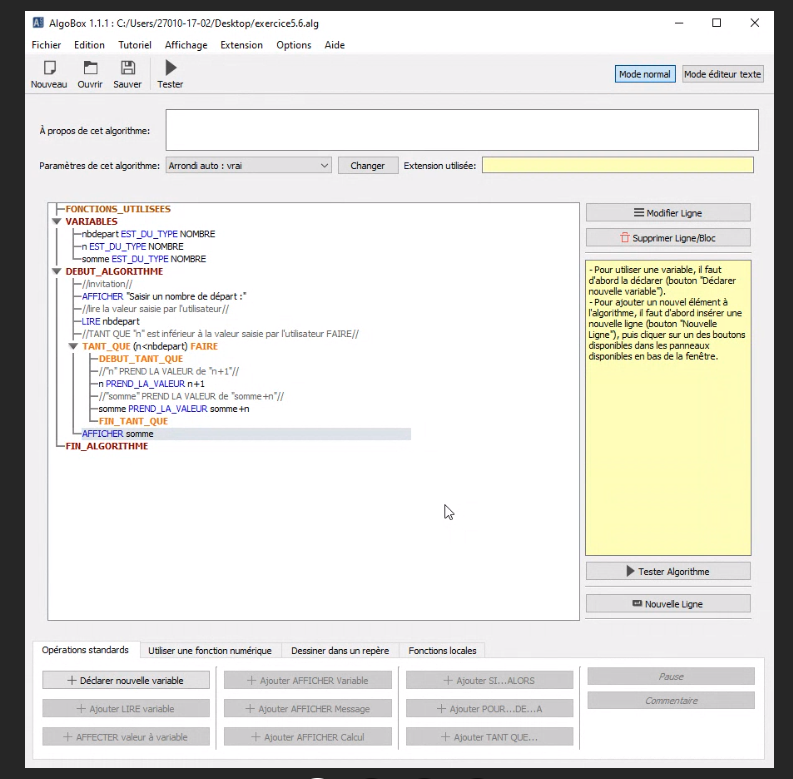 AlgoBox 1.1.1 : C:/Users/27010-17-02/Desktop/exercice5.6.alg
Fichier Edition Tutoriel Affichage Extension Options Aide
Nouveau Ouvrir Sauver Tester Mode normal Mode éditeur texte
À propos de cet algorithme:
Paramètres de cet algorithme: Arrondi auto : vrai Changer Extension utilisée:
FONCTIONS_UTILISEES
VARIABLES
nbdepart EST_DU_TYPE NOMBRE
n EST_DU_TYPE NOMBRE
somme EST_DU_TYPE NOMBRE
DEBUT_ALGORITHME
//invitation//
AFFICHER "Saisir un nombre de départ :"
//lire la valeur saisie par l'utilisateur//
LIRE nbdepart
//TANT QUE "n" est inférieur à la valeur saisie par l'utilisateur FAIRE//
TANT_QUE (n<nbdepart) FAIRE
DEBUT_TANT_QUE
//"n" PREND LA VALEUR de "n+1"//
n PREND_LA_VALEUR n+1
//"somme" PREND LA VALEUR de "somme+n"//
somme PREND_LA_VALEUR somme+n
FIN_TANT_QUE
AFFICHER somme
FIN_ALGORITHME
Modifier Ligne
Supprimer Ligne/Bloc
- Pour utiliser une variable, il faut
d'abord la déclarer (bouton "Déclarer
nouvelle variable").
- Pour ajouter un nouvel élément à
l'algorithme, il faut d'abord insérer une
nouvelle ligne (bouton "Nouvelle
Ligne"), puis cliquer sur un des boutons
disponibles dans les panneaux
disponibles en bas de la fenêtre.
Tester Algorithme
Nouvelle Ligne
Opérations standards Utiliser une fonction numérique Dessiner dans un repère Fonctions locales
Déclarer nouvelle variable Ajouter AFFICHER Variable Ajouter SI...ALORS Pause
Ajouter LIRE variable Ajouter AFFICHER Message Ajouter POUR...DE...A Commentaire
AFFECTER valeur à variable Ajouter AFFICHER Calcul Ajouter TANT QUE...